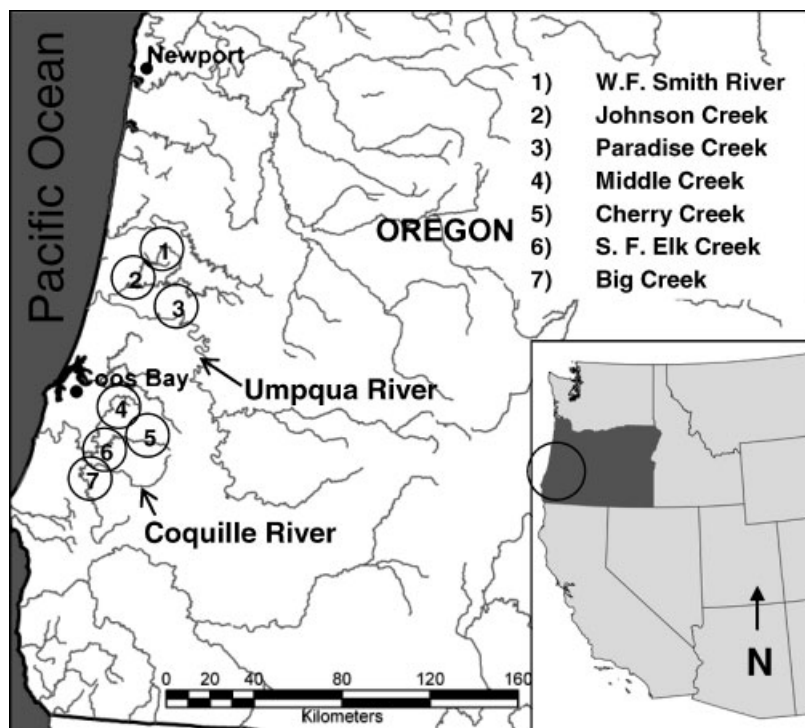 Pacific Ocean
Newport
1) W.F. Smith River
2) Johnson Creek
3) Paradise Creek
4) Middle Creek
5) Cherry Creek
6) S. F. Elk Creek
7) Big Creek
OREGON
1
2
3
Coos Bay
Umpqua River
4
5
6
7
Coquille River
N
0 10 20 40 80 120 160
Kilometers